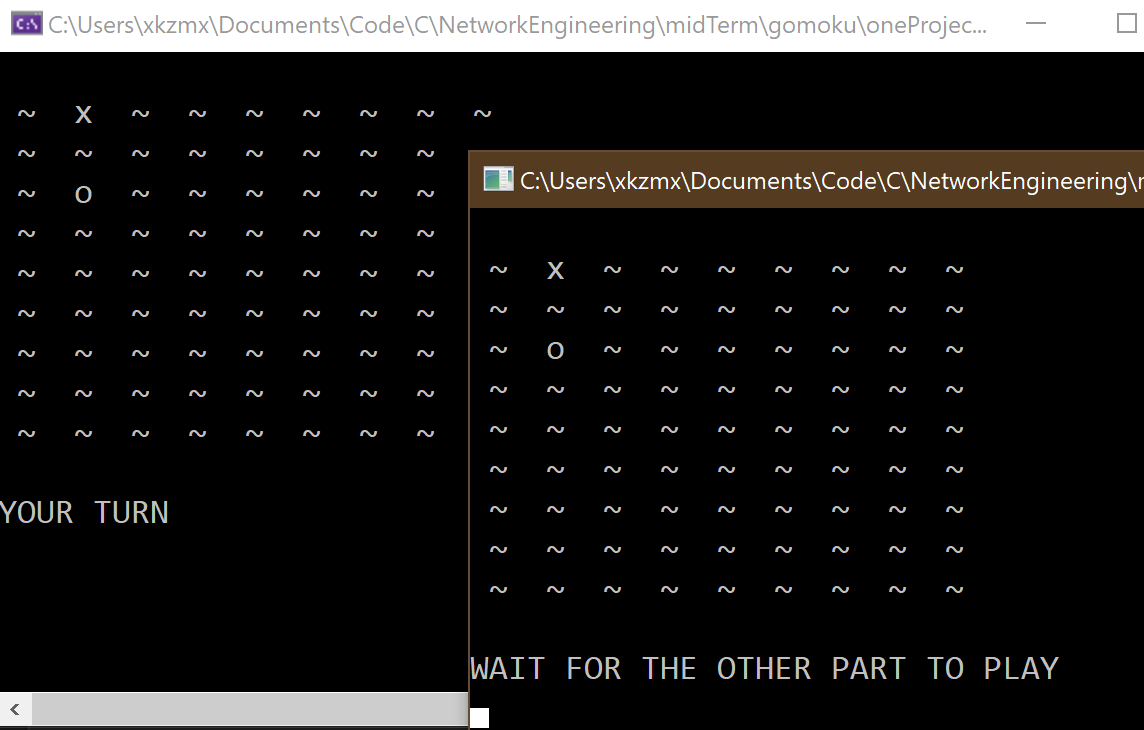 C:\Users\xkzmx\Documents\Code\C\NetworkEngineering\midTerm\gomoku\oneProjec...
~ x ~ ~ ~ ~ ~ ~ ~
~ ~ ~ ~ ~ ~ ~ ~
~ o ~ ~ ~ ~ ~ ~
~ ~ ~ ~ ~ ~ ~ ~
~ ~ ~ ~ ~ ~ ~ ~
~ ~ ~ ~ ~ ~ ~ ~
~ ~ ~ ~ ~ ~ ~ ~
~ ~ ~ ~ ~ ~ ~ ~
~ ~ ~ ~ ~ ~ ~ ~
YOUR TURN
C:\Users\xkzmx\Documents\Code\C\NetworkEngineering\
~ x ~ ~ ~ ~ ~ ~ ~
~ ~ ~ ~ ~ ~ ~ ~ ~
~ o ~ ~ ~ ~ ~ ~ ~
~ ~ ~ ~ ~ ~ ~ ~ ~
~ ~ ~ ~ ~ ~ ~ ~ ~
~ ~ ~ ~ ~ ~ ~ ~ ~
~ ~ ~ ~ ~ ~ ~ ~ ~
~ ~ ~ ~ ~ ~ ~ ~ ~
~ ~ ~ ~ ~ ~ ~ ~ ~
WAIT FOR THE OTHER PART TO PLAY